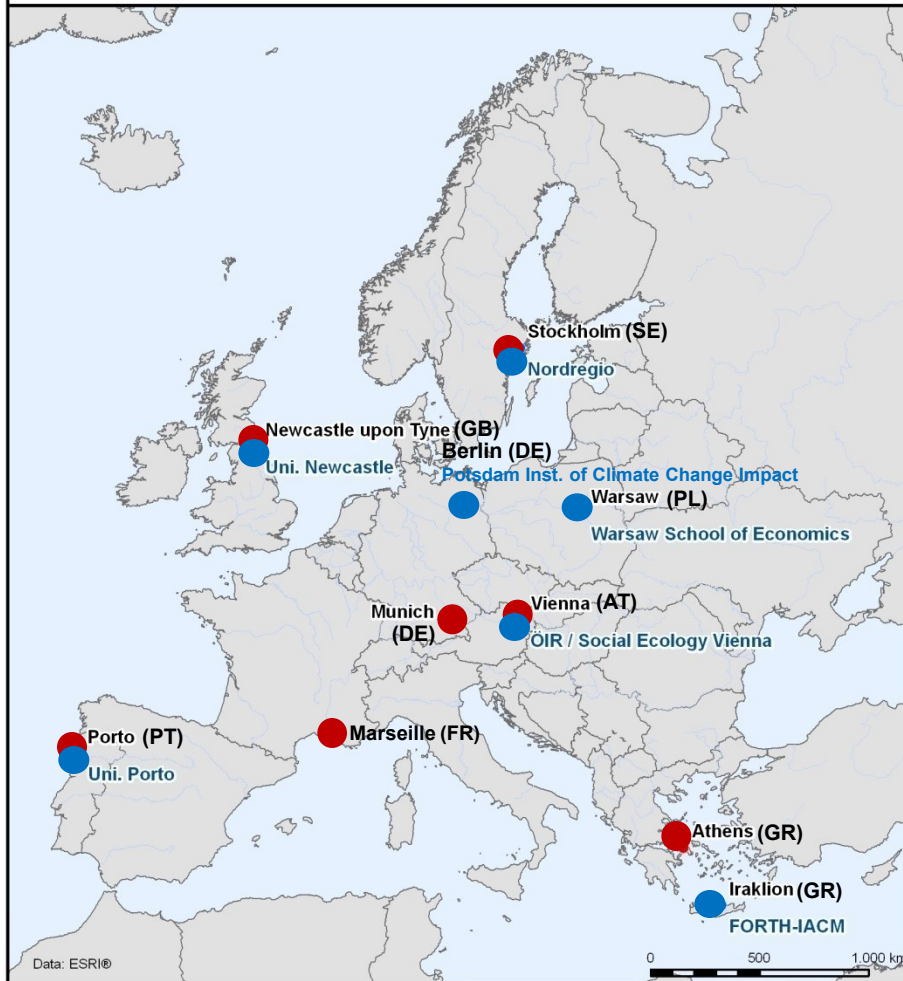 Stockholm (SE)
Nordregio
Newcastle upon Tyne (GB)
Uni. Newcastle
Berlin (DE)
Potsdam Inst. of Climate Change Impact
Warsaw (PL)
Warsaw School of Economics
Munich
(DE)
Vienna (AT)
ÖIR / Social Ecology Vienna
Marseille (FR)
Porto (PT)
Uni. Porto
Athens (GR)
Iraklion (GR)
FORTH-IACM
Data: ESRI®
0 500 1.000 km